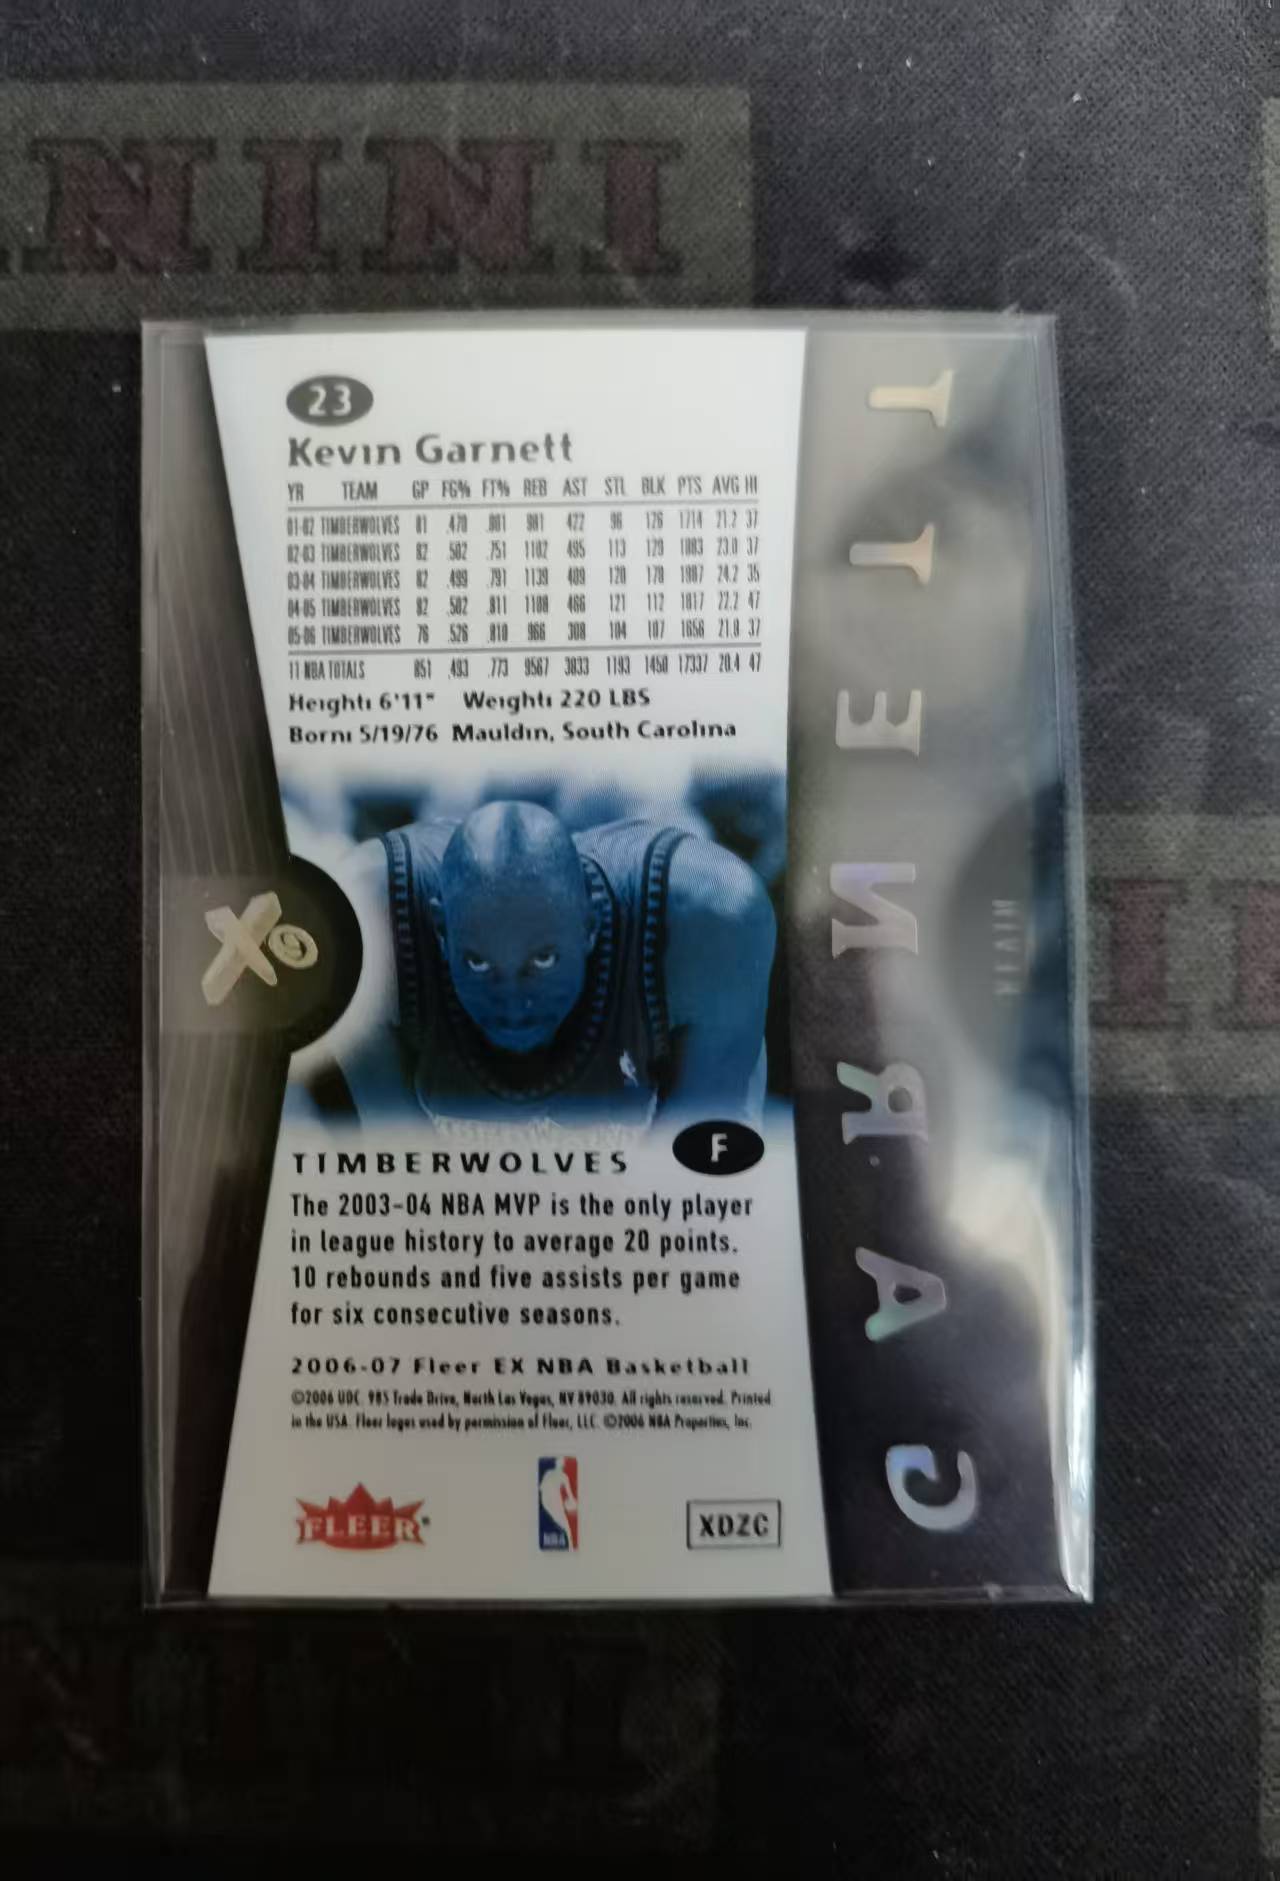 NINI
23
Kevin Garnett
YR TEAM GP FG% FT% REB AST STL BLK PTS AVG HI
01-02 TIMBERWOLVES 81 .470 .801 981 422 96 126 1714 21.2 37
02-03 TIMBERWOLVES 82 .502 .751 1102 495 113 129 1883 23.0 37
03-04 TIMBERWOLVES 82 .499 .791 1139 409 120 178 1987 24.2 35
04-05 TIMBERWOLVES 82 .502 .811 1108 466 121 112 1817 22.2 47
05-06 TIMBERWOLVES 76 .526 .810 966 308 104 107 1656 21.8 37
11 NBA TOTALS 851 .493 .773 9567 3833 1193 1450 17337 20.4 47
Height: 6'11" Weight: 220 LBS
Born: 5/19/76 Mauldin, South Carolina
X
KEVIN
GARNETT
TIMBERWOLVES F
The 2003-04 NBA MVP is the only player
in league history to average 20 points,
10 rebounds and five assists per game
for six consecutive seasons.
2006-07 Fleer EX NBA Basketball
©2006 UDC. 985 Trade Drive, North Las Vegas, NV 89030. All rights reserved. Printed
in the USA. Fleer logos used by permission of Fleer, LLC. ©2006 NBA Properties, Inc.
FLEER
NBA
XDZC